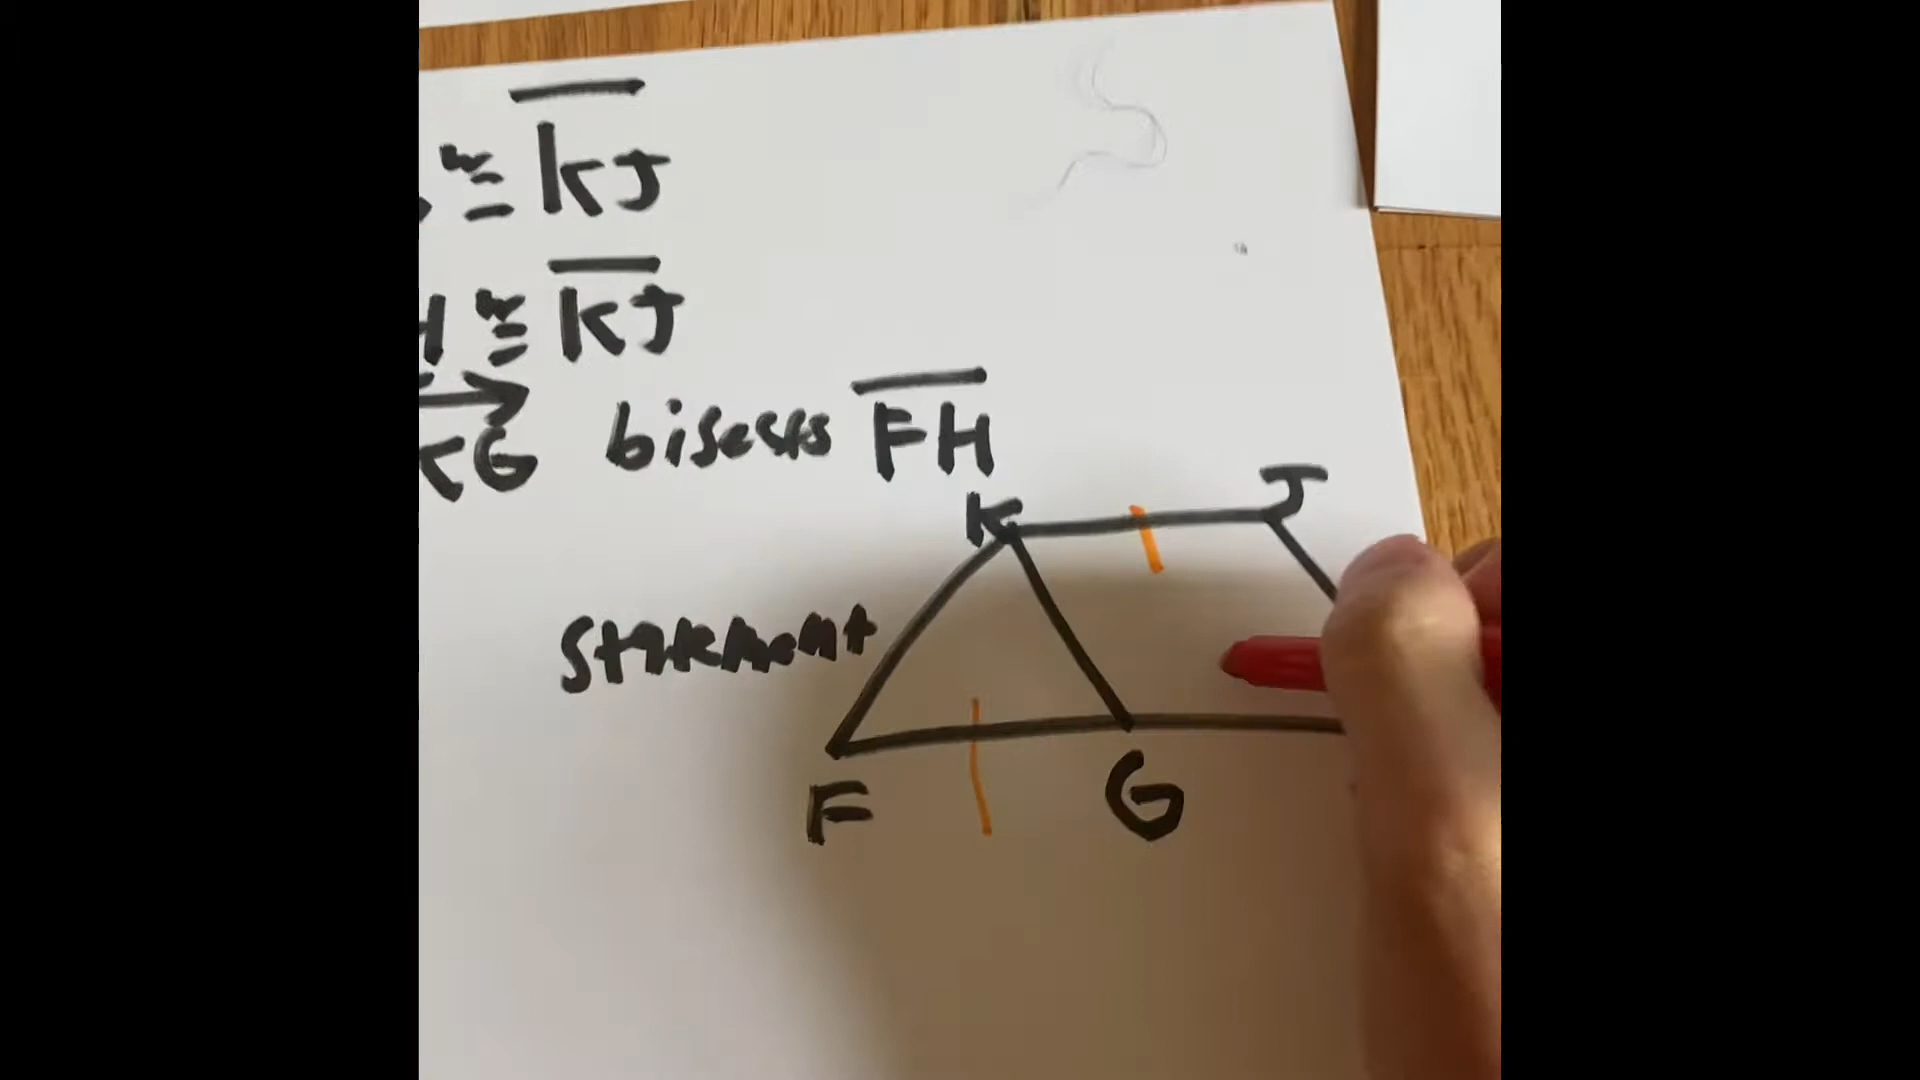 ≅ KJ
H ≅ KJ
KG bisects FH
K J
Statement
F G